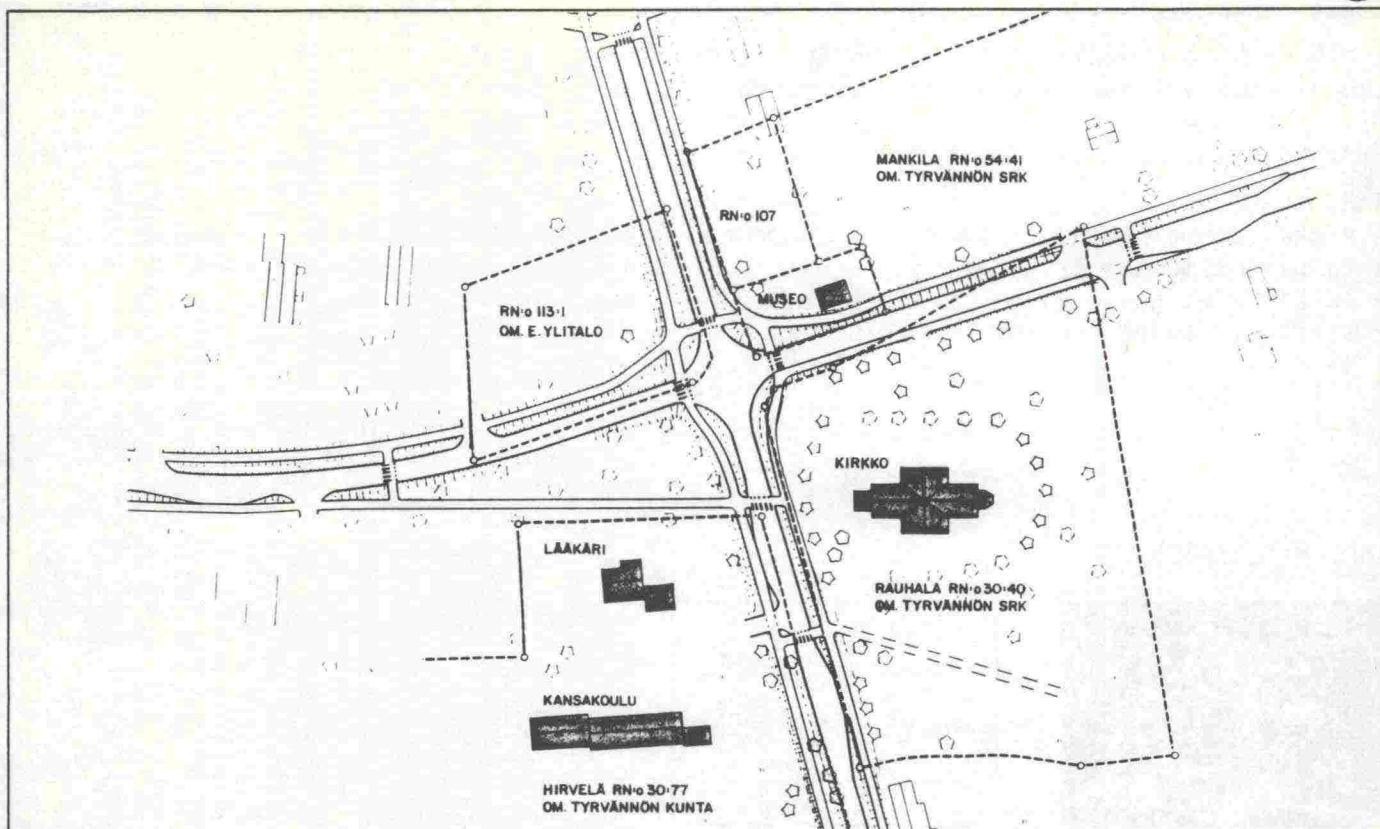 MANKILA RN:o 54:41
OM. TYRVÄNNÖN SRK
RN:o 107
MUSEO
RN:o 113:1
OM. E. YLITALO
KIRKKO
LÄÄKÄRI
RAUHALA RN:o 30:40
OM. TYRVÄNNÖN SRK
KANSAKOULU
HIRVELÄ RN:o 30:77
OM. TYRVÄNNÖN KUNTA